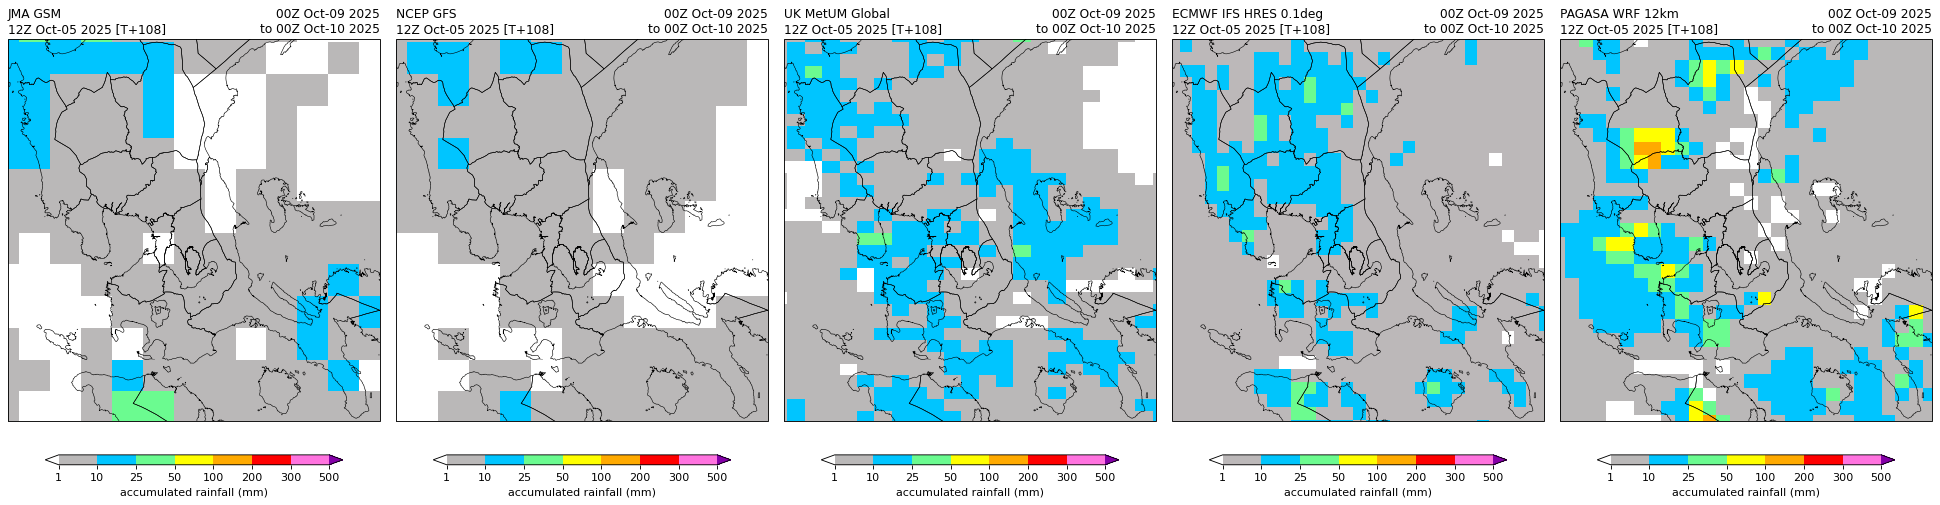 JMA GSM 00Z Oct-09 2025
12Z Oct-05 2025 [T+108] to 00Z Oct-10 2025
1 10 25 50 100 200 300 500
accumulated rainfall (mm)
NCEP GFS 00Z Oct-09 2025
12Z Oct-05 2025 [T+108] to 00Z Oct-10 2025
1 10 25 50 100 200 300 500
accumulated rainfall (mm)
UK MetUM Global 00Z Oct-09 2025
12Z Oct-05 2025 [T+108] to 00Z Oct-10 2025
1 10 25 50 100 200 300 500
accumulated rainfall (mm)
ECMWF IFS HRES 0.1deg 00Z Oct-09 2025
12Z Oct-05 2025 [T+108] to 00Z Oct-10 2025
1 10 25 50 100 200 300 500
accumulated rainfall (mm)
PAGASA WRF 12km 00Z Oct-09 2025
12Z Oct-05 2025 [T+108] to 00Z Oct-10 2025
1 10 25 50 100 200 300 500
accumulated rainfall (mm)